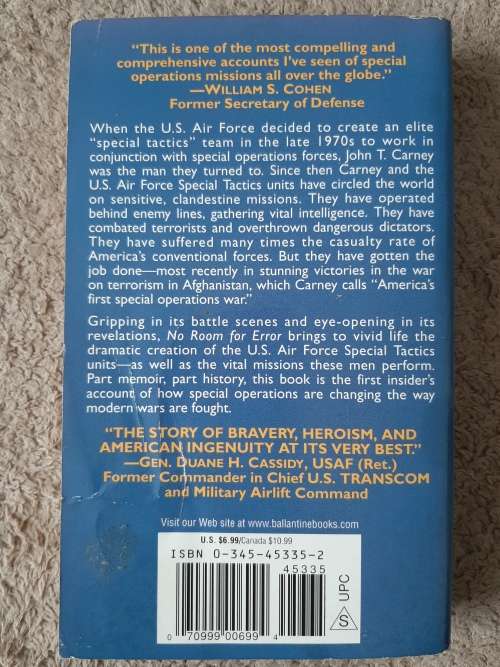 “This is one of the most compelling and
comprehensive accounts I've seen of special
operations missions all over the globe.”
—WILLIAM S. COHEN
Former Secretary of Defense
When the U.S. Air Force decided to create an elite
“special tactics” team in the late 1970s to work in
conjunction with special operations forces, John T. Carney
was the man they turned to. Since then Carney and the
U.S. Air Force Special Tactics units have circled the world
on sensitive, clandestine missions. They have operated
behind enemy lines, gathering vital intelligence. They have
combated terrorists and overthrown dangerous dictators.
They have suffered many times the casualty rate of
America's conventional forces. But they have gotten the
job done—most recently in stunning victories in the war
on terrorism in Afghanistan, which Carney calls “America's
first special operations war.”
Gripping in its battle scenes and eye-opening in its
revelations, No Room for Error brings to vivid life the
dramatic creation of the U.S. Air Force Special Tactics
units—as well as the vital missions these men perform.
Part memoir, part history, this book is the first insider's
account of how special operations are changing the way
modern wars are fought.
“THE STORY OF BRAVERY, HEROISM, AND
AMERICAN INGENUITY AT ITS VERY BEST.”
—GEN. DUANE H. CASSIDY, USAF (Ret.)
Former Commander in Chief U.S. TRANSCOM
and Military Airlift Command
Visit our Web site at www.ballantinebooks.com
U.S. $6.99/Canada $10.99
ISBN 0-345-45335-2
45335
0 70999 00699 4
S UPC